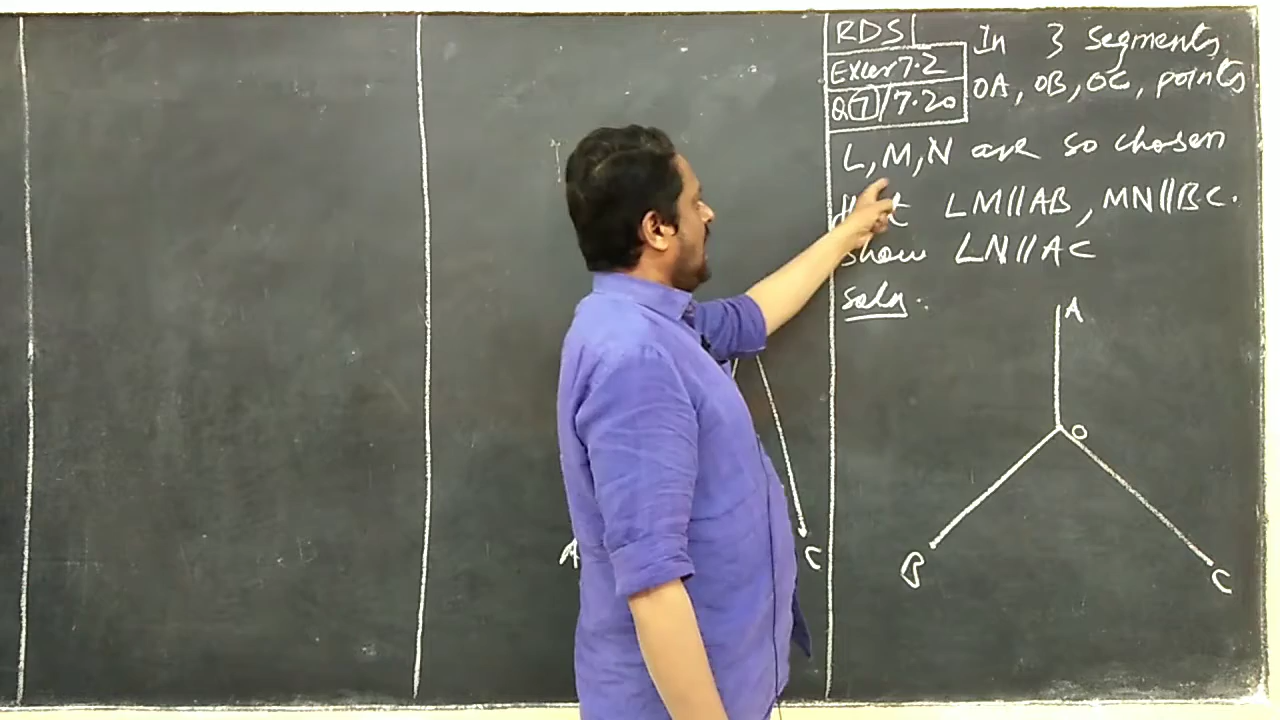 RDS
Exer 7.2
Q 7 / 7.20
In 3 segments
OA, OB, OC, points
L, M, N are so chosen
LM || AB, MN || BC.
show LN || AC
Soln.
A
O
B
C
A
C